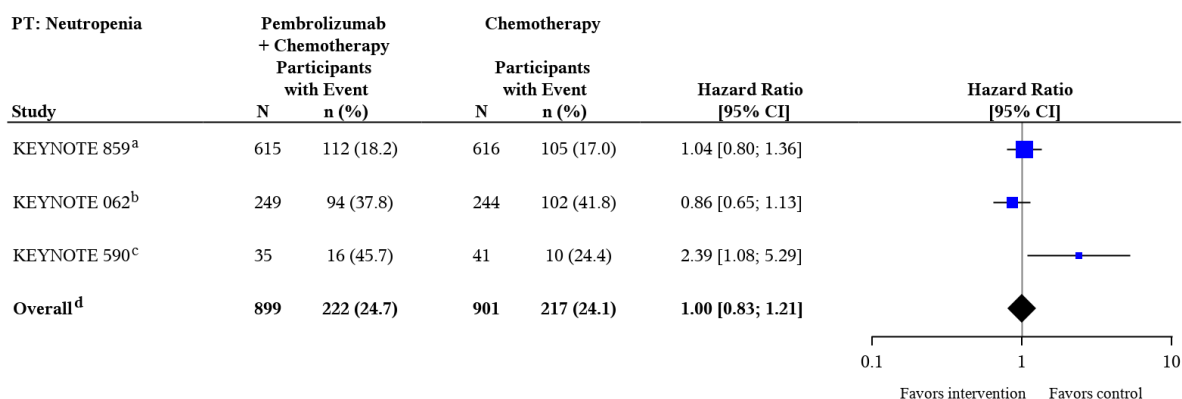 PT: Neutropenia Pembrolizumab Chemotherapy
+ Chemotherapy
Participants Participants
with Event with Event Hazard Ratio Hazard Ratio
Study N n (%) N n (%) [95% CI] [95% CI]
KEYNOTE 859a 615 112 (18.2) 616 105 (17.0) 1.04 [0.80; 1.36]
KEYNOTE 062b 249 94 (37.8) 244 102 (41.8) 0.86 [0.65; 1.13]
KEYNOTE 590c 35 16 (45.7) 41 10 (24.4) 2.39 [1.08; 5.29]
Overalld 899 222 (24.7) 901 217 (24.1) 1.00 [0.83; 1.21]
0.1 1 10
Favors intervention Favors control